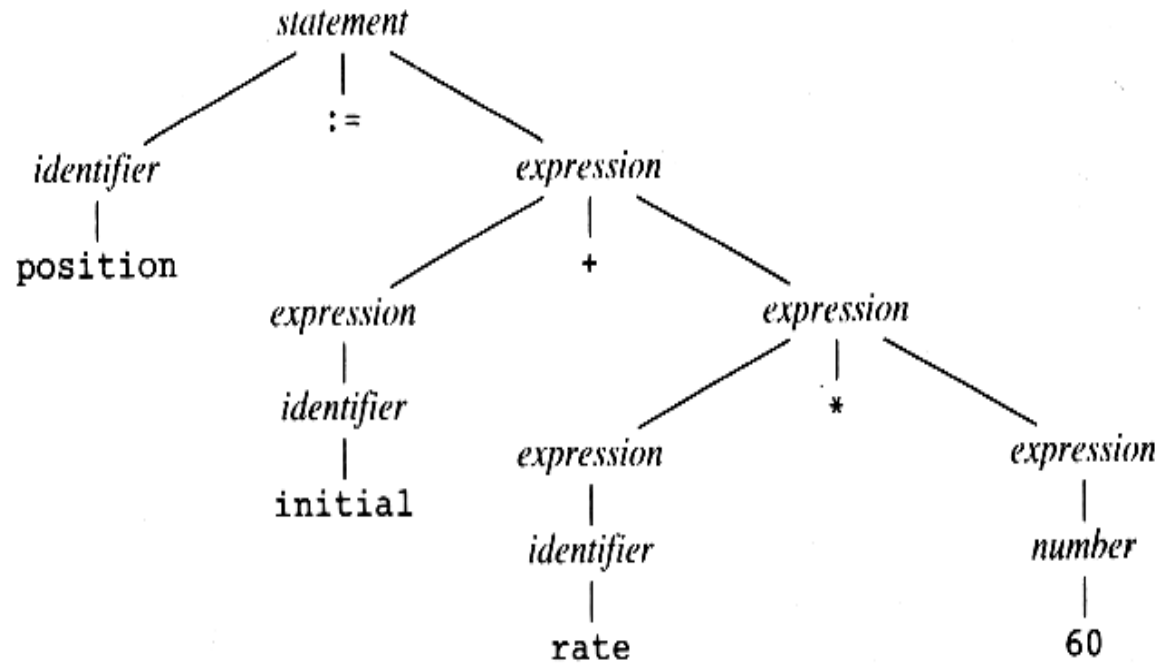 statement
:=
identifier expression
position +
expression expression
identifier *
expression expression
initial
identifier number
rate 60